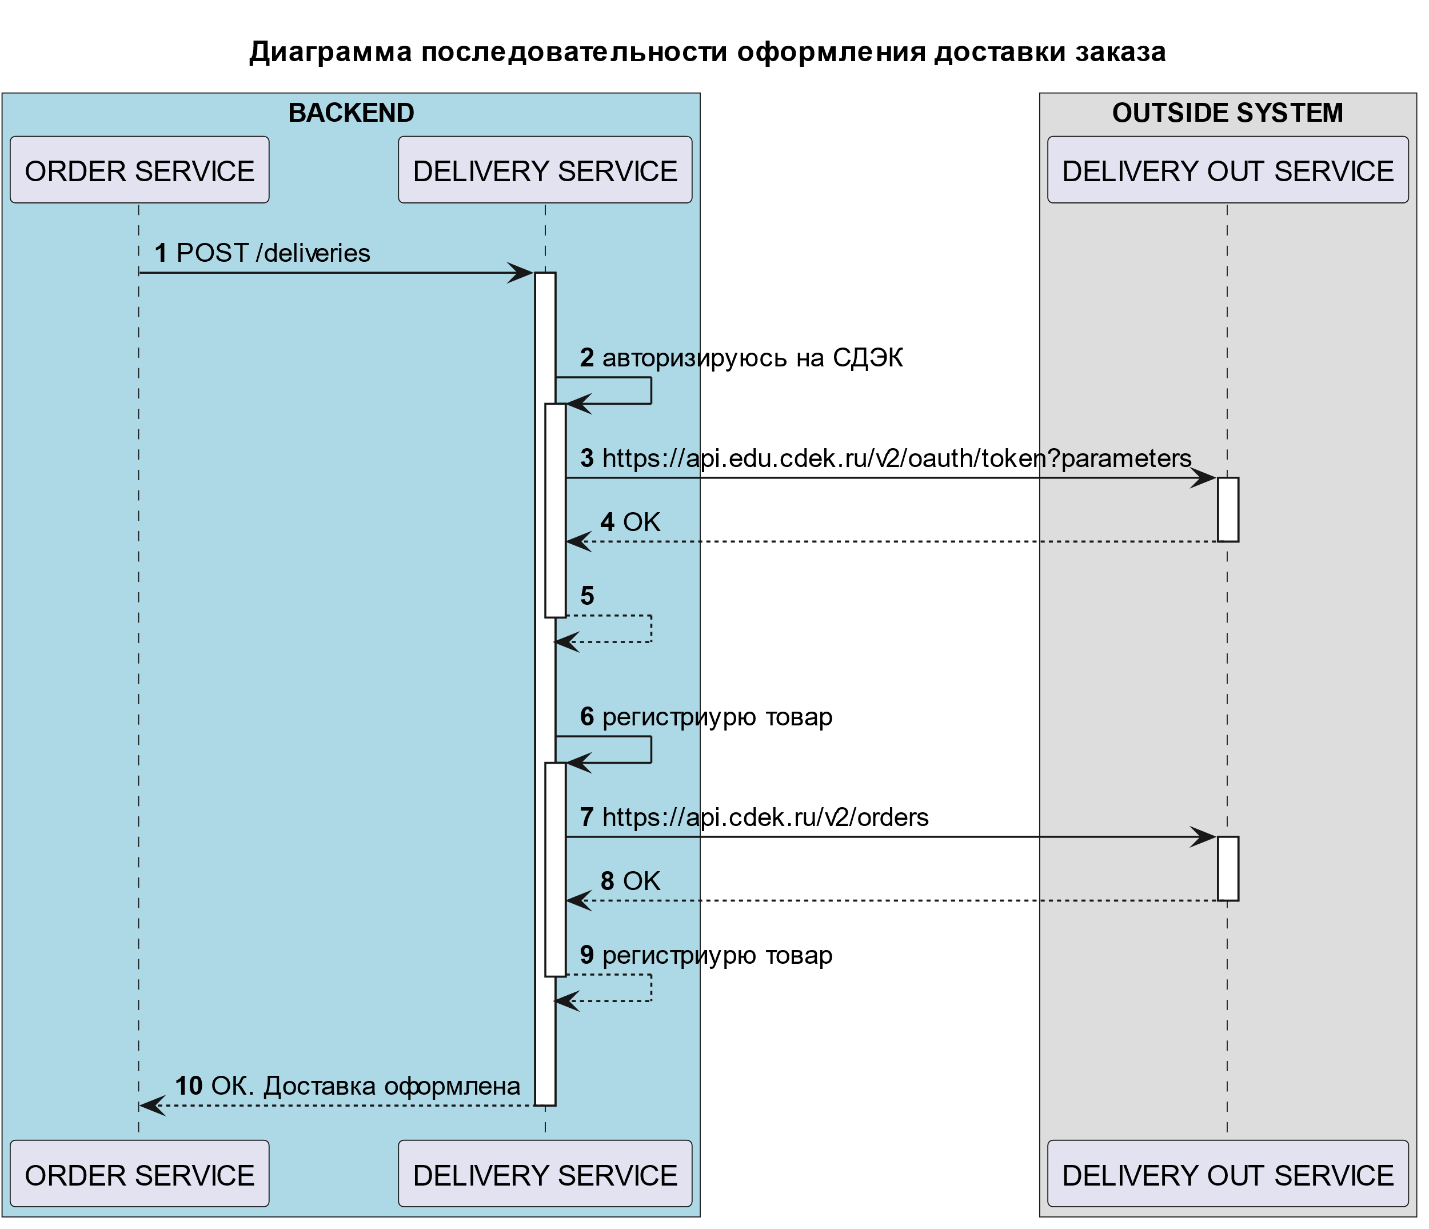 Диаграмма последовательности оформления доставки заказа
BACKEND
OUTSIDE SYSTEM
ORDER SERVICE
DELIVERY SERVICE
DELIVERY OUT SERVICE
1 POST /deliveries
2 авторизируюсь на СДЭК
3 https://api.edu.cdek.ru/v2/oauth/token?parameters
4 OK
5
6 регистриурю товар
7 https://api.cdek.ru/v2/orders
8 OK
9 регистриурю товар
10 ОК. Доставка оформлена
ORDER SERVICE
DELIVERY SERVICE
DELIVERY OUT SERVICE